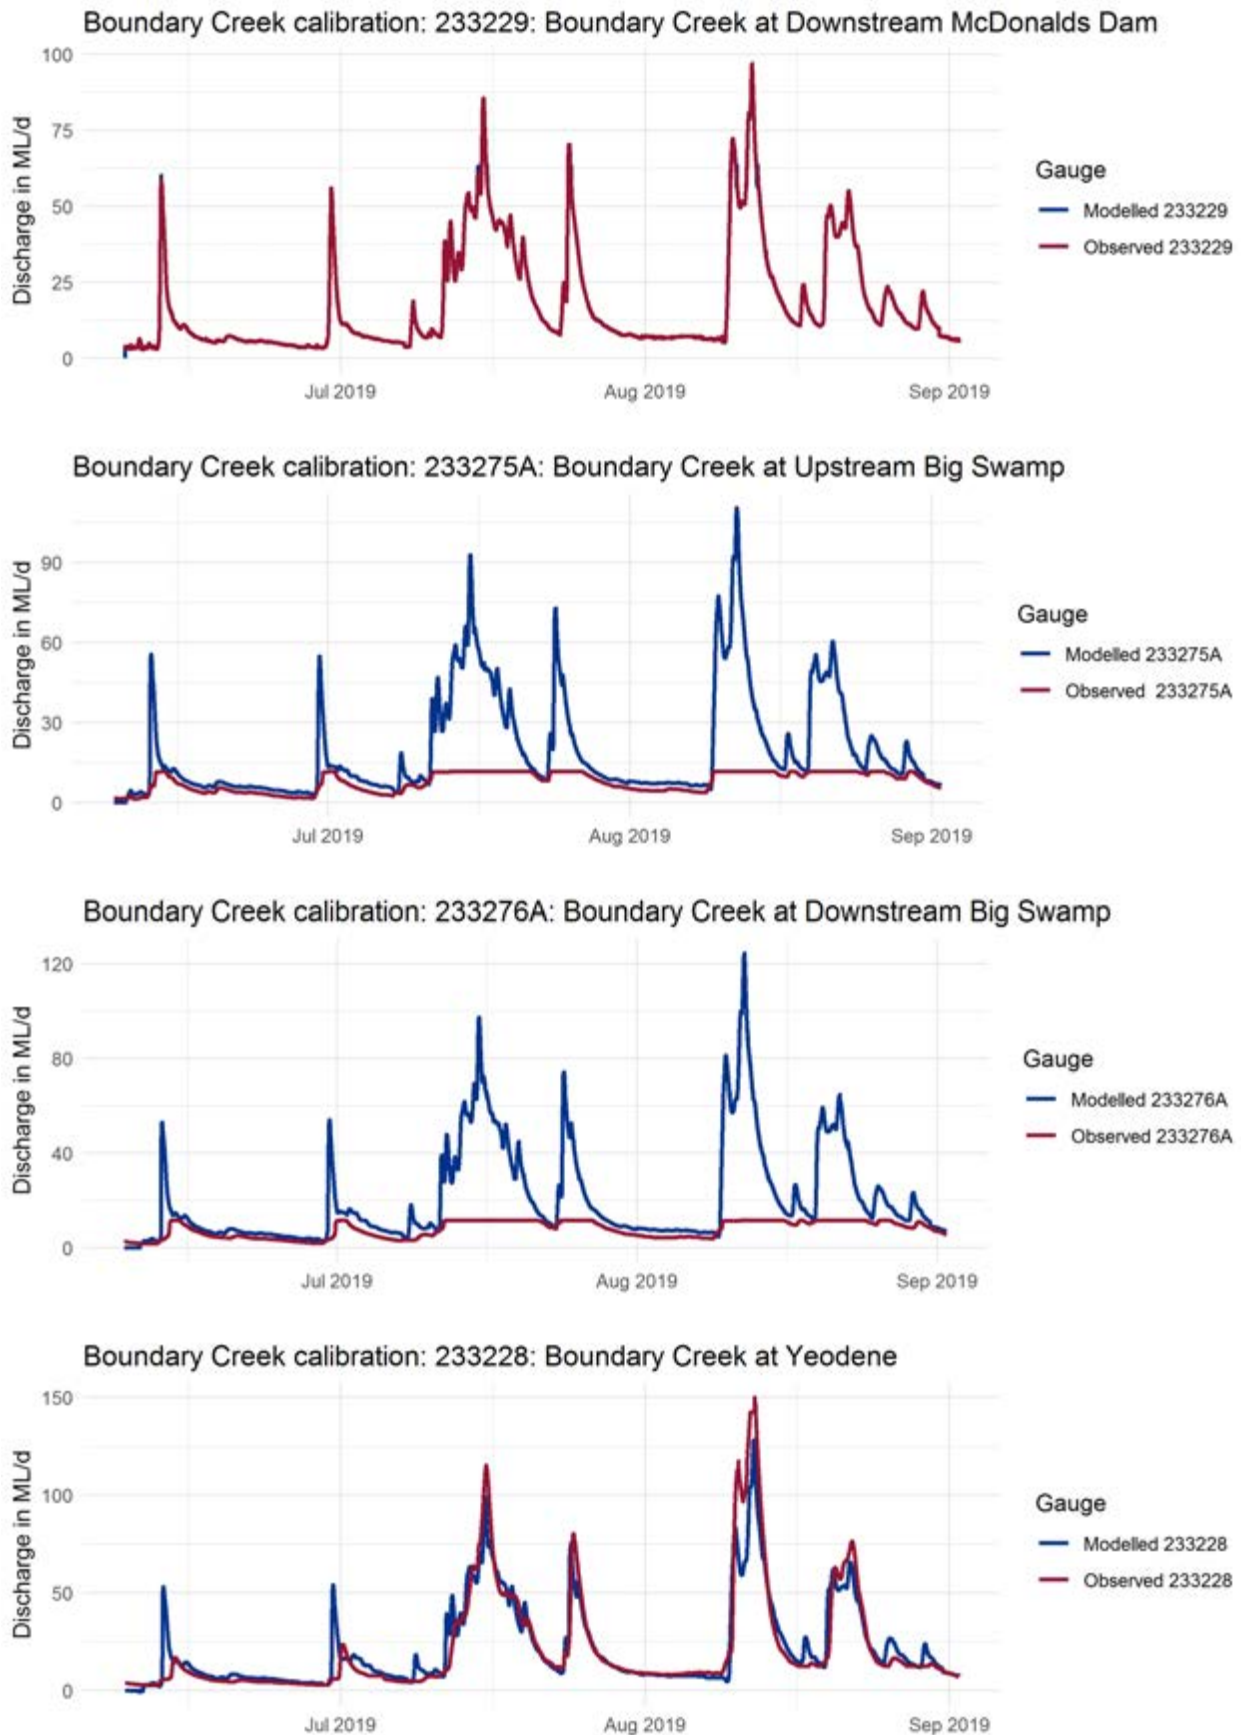 Boundary Creek calibration: 233229: Boundary Creek at Downstream McDonalds Dam
100
75
50
25
0
Discharge in ML/d
Jul 2019 Aug 2019 Sep 2019
Gauge
Modelled 233229
Observed 233229
Boundary Creek calibration: 233275A: Boundary Creek at Upstream Big Swamp
90
60
30
0
Discharge in ML/d
Jul 2019 Aug 2019 Sep 2019
Gauge
Modelled 233275A
Observed 233275A
Boundary Creek calibration: 233276A: Boundary Creek at Downstream Big Swamp
120
80
40
0
Discharge in ML/d
Jul 2019 Aug 2019 Sep 2019
Gauge
Modelled 233276A
Observed 233276A
Boundary Creek calibration: 233228: Boundary Creek at Yeodene
150
100
50
0
Discharge in ML/d
Jul 2019 Aug 2019 Sep 2019
Gauge
Modelled 233228
Observed 233228